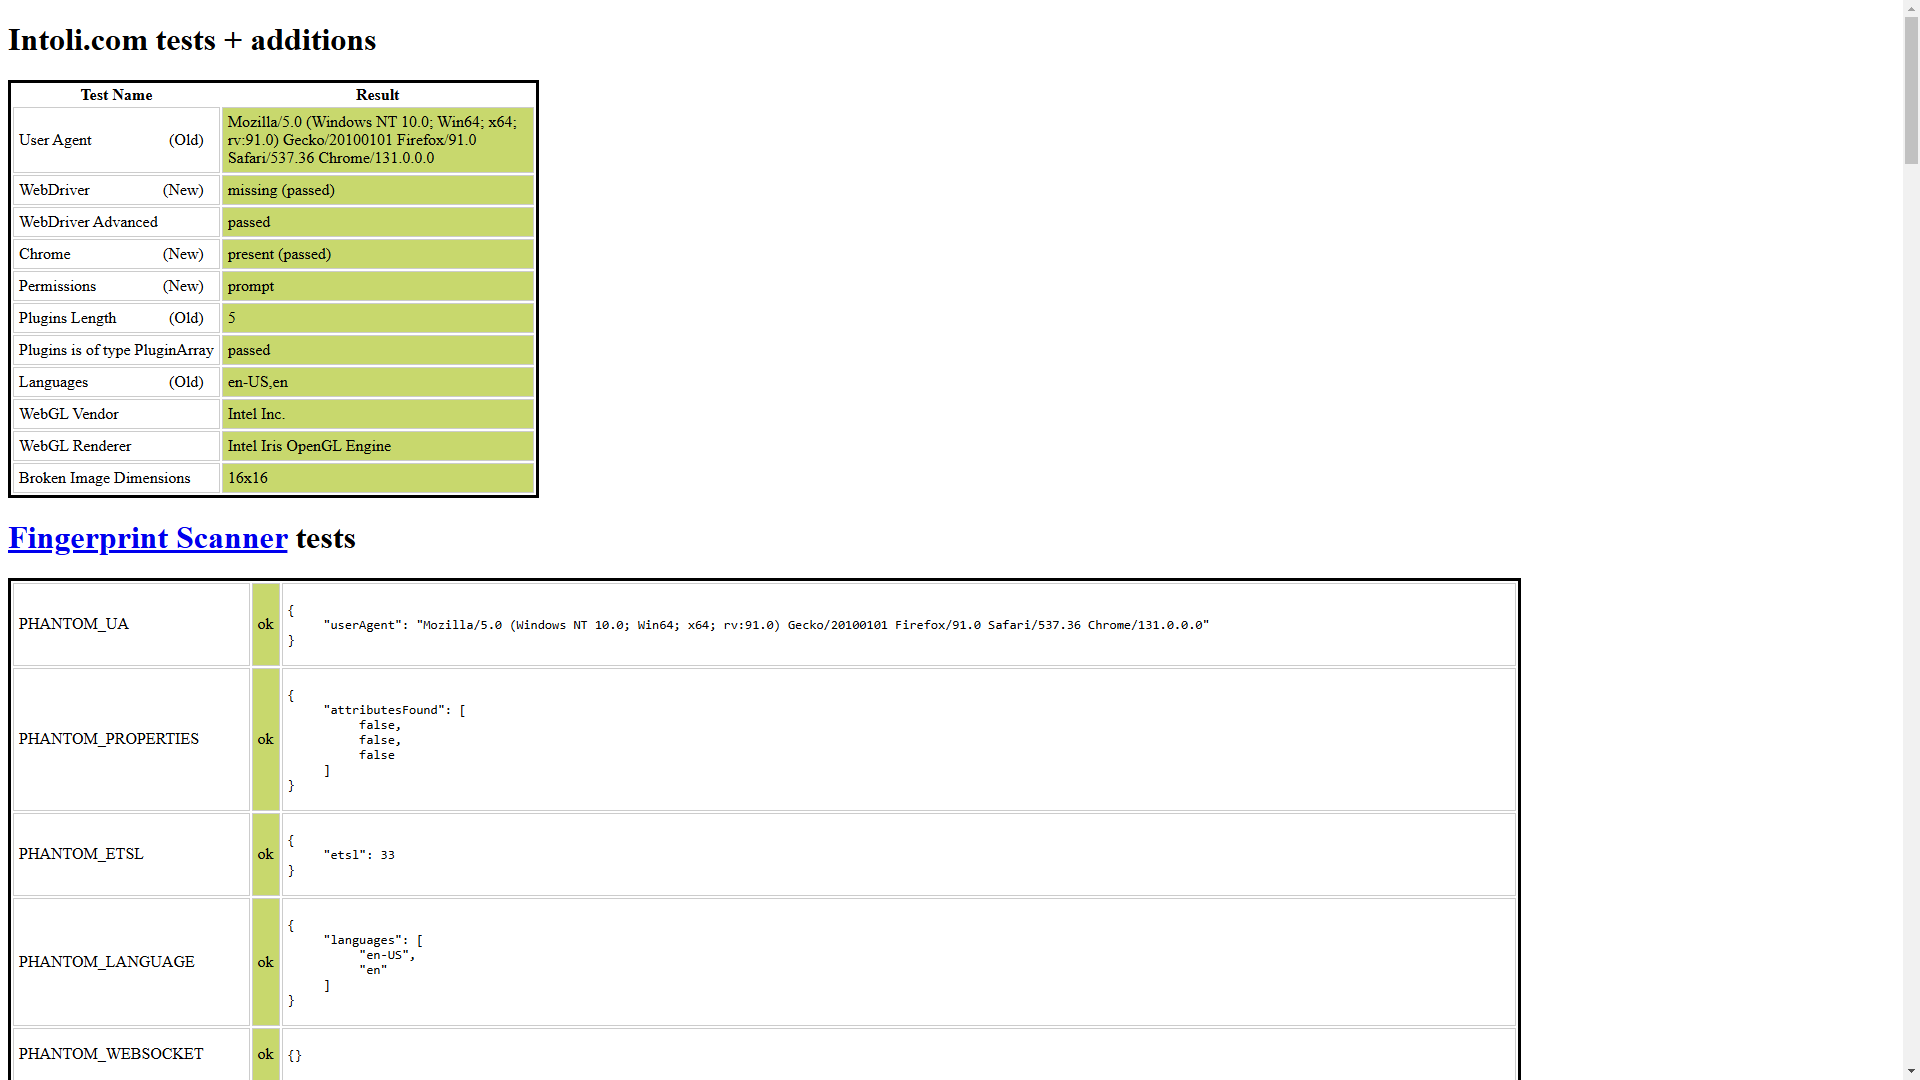 Intoli.com tests + additions
Test Name Result
User Agent (Old) Mozilla/5.0 (Windows NT 10.0; Win64; x64;
rv:91.0) Gecko/20100101 Firefox/91.0
Safari/537.36 Chrome/131.0.0.0
WebDriver (New) missing (passed)
WebDriver Advanced passed
Chrome (New) present (passed)
Permissions (New) prompt
Plugins Length (Old) 5
Plugins is of type PluginArray passed
Languages (Old) en-US,en
WebGL Vendor Intel Inc.
WebGL Renderer Intel Iris OpenGL Engine
Broken Image Dimensions 16x16
Fingerprint Scanner tests
PHANTOM_UA ok {
"userAgent": "Mozilla/5.0 (Windows NT 10.0; Win64; x64; rv:91.0) Gecko/20100101 Firefox/91.0 Safari/537.36 Chrome/131.0.0.0"
}
PHANTOM_PROPERTIES ok {
"attributesFound": [
false,
false,
false
]
}
PHANTOM_ETSL ok {
"etsl": 33
}
PHANTOM_LANGUAGE ok {
"languages": [
"en-US",
"en"
]
}
PHANTOM_WEBSOCKET ok {}